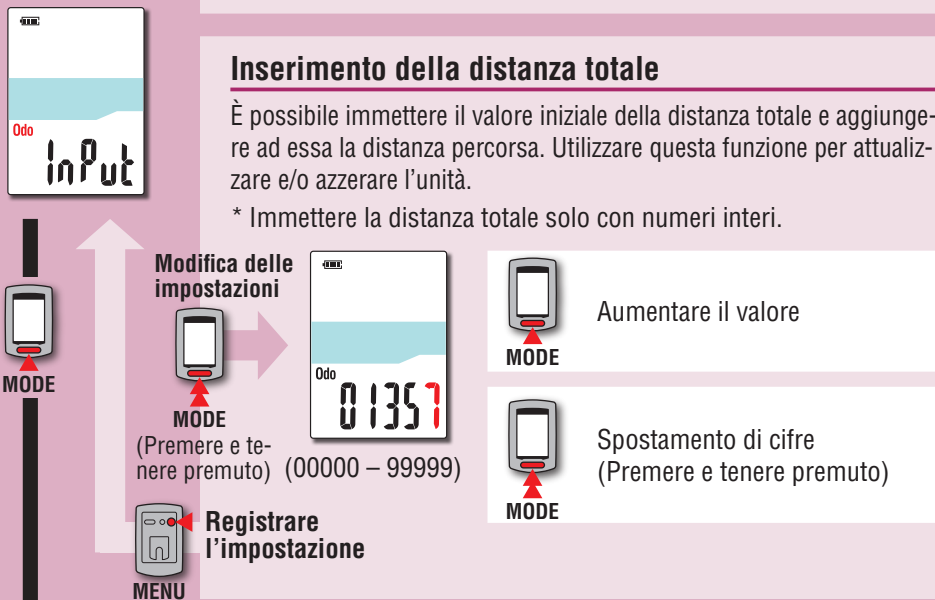 Odo
InPut
Inserimento della distanza totale
È possibile immettere il valore iniziale della distanza totale e aggiunge-
re ad essa la distanza percorsa. Utilizzare questa funzione per attualiz-
zare e/o azzerare l'unità.
* Immettere la distanza totale solo con numeri interi.
MODE
Modifica delle
impostazioni
MODE
(Premere e te-
nere premuto)
Odo
01357
(00000 – 99999)
MODE
Aumentare il valore
MODE
Spostamento di cifre
(Premere e tenere premuto)
MENU
Registrare
l'impostazione